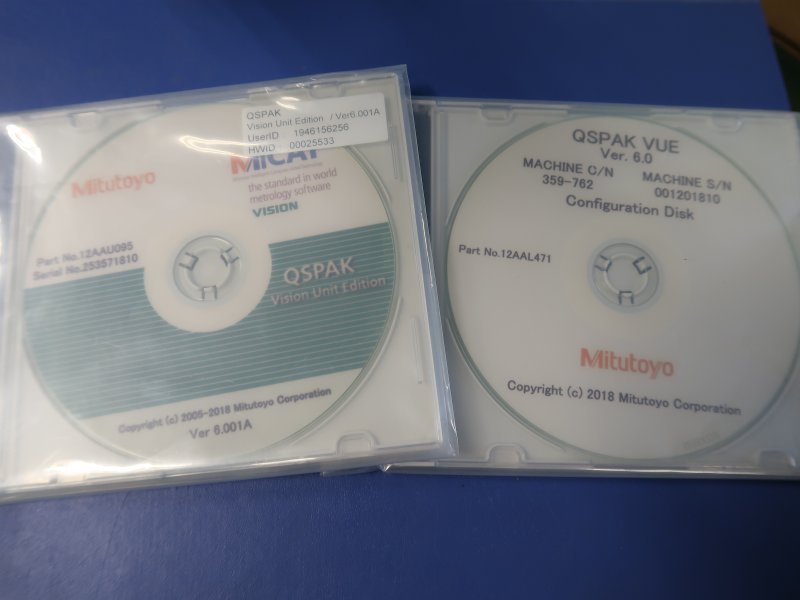 QSPAK
Vision Unit Edition / Ver6.001A
UserID : 1946156256
HWID : 00025533
Mitutoyo
MICAT
the standard in world
metrology software
VISION
Part No.12AAU095
Serial No.253571810
QSPAK
Vision Unit Edition
Copyright (c) 2005-2018 Mitutoyo Corporation
Ver 6.001A
QSPAK VUE
Ver. 6.0
MACHINE C/N MACHINE S/N
359-762 001201810
Configuration Disk
Part No.12AAL471
Mitutoyo
Copyright (c) 2018 Mitutoyo Corporation